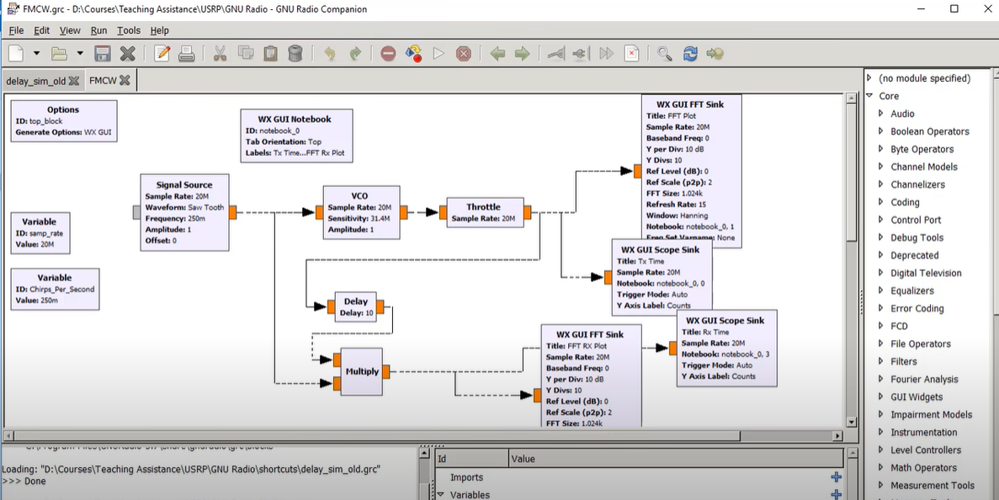 FMCW.grc - D:\Courses\Teaching Assistance\USRP\GNU Radio - GNU Radio Companion
File Edit View Run Tools Help
delay_sim_old FMCW
Options
ID: top_block
Generate Options: WX GUI
WX GUI Notebook
ID: notebook_0
Tab Orientation: Top
Labels: Tx Time...FFT Rx Plot
WX GUI FFT Sink
Title: FFT Plot
Sample Rate: 20M
Baseband Freq: 0
Y per Div: 10 dB
Y Divs: 10
Ref Level (dB): 0
Ref Scale (p2p): 2
FFT Size: 1.024k
Refresh Rate: 15
Window: Hanning
Notebook: notebook_0, 1
Freq Set Varname: None
Signal Source
Sample Rate: 20M
Waveform: Saw Tooth
Frequency: 250m
Amplitude: 1
Offset: 0
VCO
Sample Rate: 20M
Sensitivity: 31.4M
Amplitude: 1
Throttle
Sample Rate: 20M
Variable
ID: samp_rate
Value: 20M
Variable
ID: Chirps_Per_Second
Value: 250m
WX GUI Scope Sink
Title: Tx Time
Sample Rate: 20M
Notebook: notebook_0, 0
Trigger Mode: Auto
Y Axis Label: Counts
Delay
Delay: 10
Multiply
WX GUI Scope Sink
Title: Rx Time
Sample Rate: 20M
Notebook: notebook_0, 3
Trigger Mode: Auto
Y Axis Label: Counts
WX GUI FFT Sink
Title: FFT RX Plot
Sample Rate: 20M
Baseband Freq: 0
Y per Div: 10 dB
Y Divs: 10
Ref Level (dB): 0
Ref Scale (p2p): 2
FFT Size: 1.024k
(no module specified)
Core
Audio
Boolean Operators
Byte Operators
Channel Models
Channelizers
Coding
Control Port
Debug Tools
Deprecated
Digital Television
Equalizers
Error Coding
FCD
File Operators
Filters
Fourier Analysis
GUI Widgets
Impairment Models
Instrumentation
Level Controllers
Math Operators
Measurement Tools
Loading: "D:\Courses\Teaching Assistance\USRP\GNU Radio\shortcuts\delay_sim_old.grc"
>>> Done
Id Value
Imports
Variables